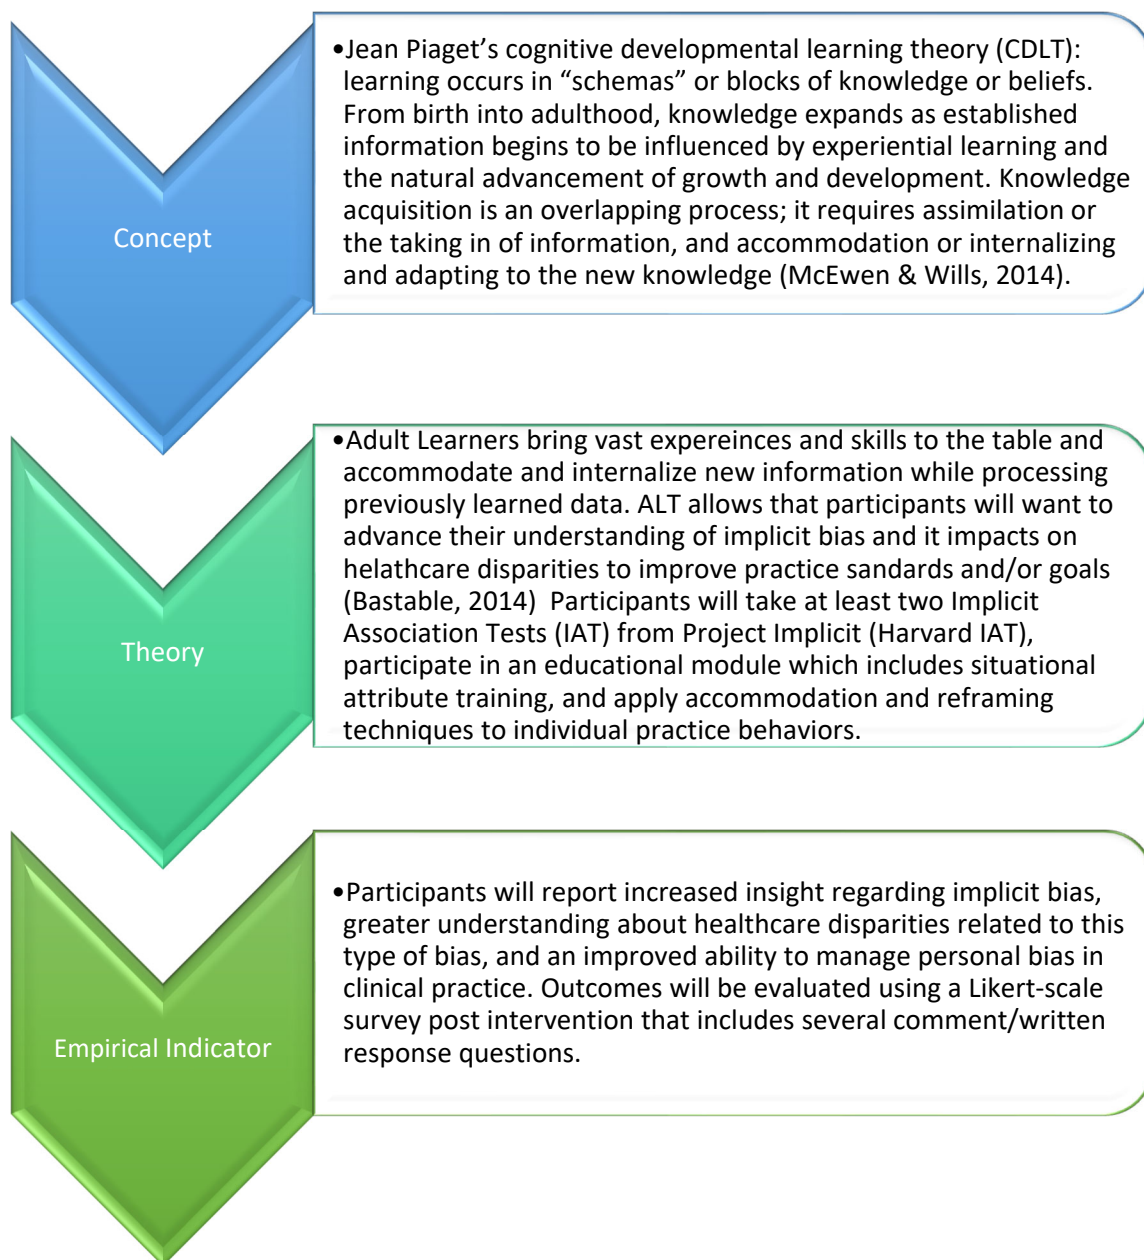 Concept
•Jean Piaget’s cognitive developmental learning theory (CDLT):
learning occurs in “schemas” or blocks of knowledge or beliefs.
From birth into adulthood, knowledge expands as established
information begins to be influenced by experiential learning and
the natural advancement of growth and development. Knowledge
acquisition is an overlapping process; it requires assimilation or
the taking in of information, and accommodation or internalizing
and adapting to the new knowledge (McEwen & Wills, 2014).
Theory
•Adult Learners bring vast expereinces and skills to the table and
accommodate and internalize new information while processing
previously learned data. ALT allows that participants will want to
advance their understanding of implicit bias and it impacts on
helathcare disparities to improve practice sandards and/or goals
(Bastable, 2014)  Participants will take at least two Implicit
Association Tests (IAT) from Project Implicit (Harvard IAT),
participate in an educational module which includes situational
attribute training, and apply accommodation and reframing
techniques to individual practice behaviors.
Empirical Indicator
•Participants will report increased insight regarding implicit bias,
greater understanding about healthcare disparities related to this
type of bias, and an improved ability to manage personal bias in
clinical practice. Outcomes will be evaluated using a Likert-scale
survey post intervention that includes several comment/written
response questions.